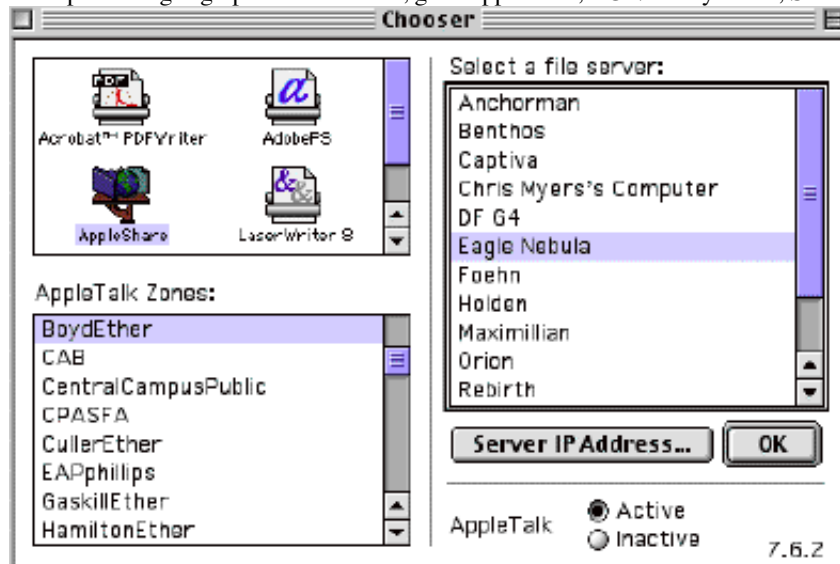 Chooser
Acrobat™ PDFWriter
AdobePS
AppleShare
LaserWriter 8
AppleTalk Zones:
BoydEther
CAB
CentralCampusPublic
CPASFA
CullerEther
EAPphillips
GaskillEther
HamiltonEther
Select a file server:
Anchorman
Benthos
Captiva
Chris Myers's Computer
DF G4
Eagle Nebula
Foehn
Holden
Maximillian
Orion
Rebirth
Server IP Address...
OK
AppleTalk
Active
Inactive
7.6.2